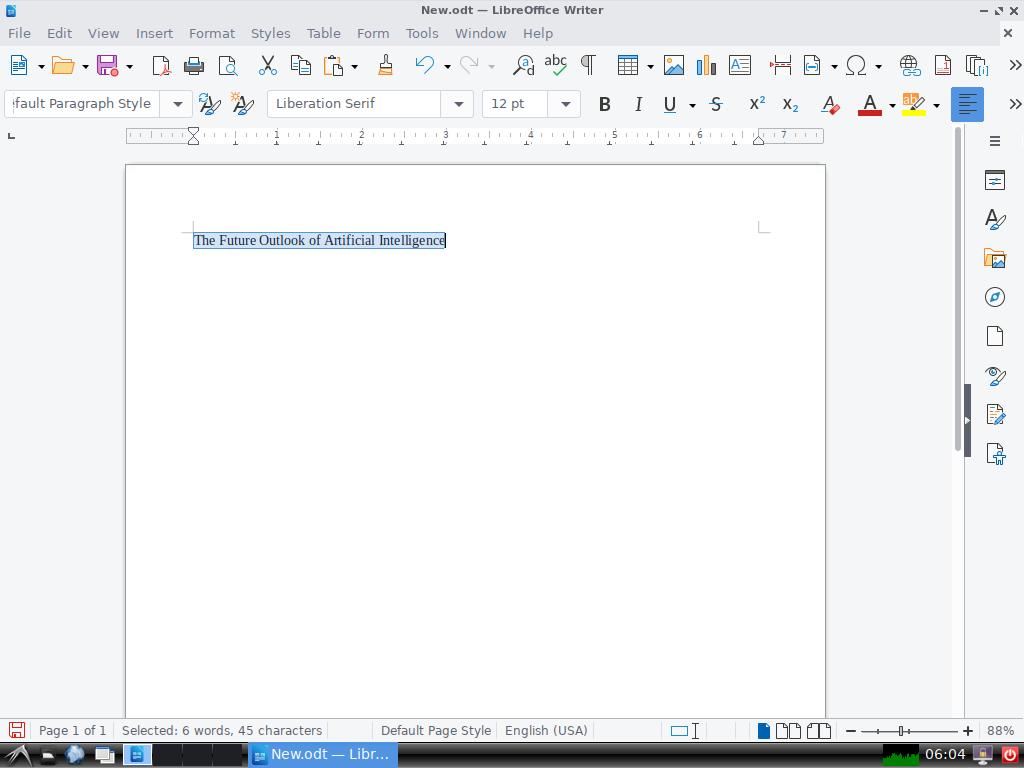 New.odt — LibreOffice Writer
File Edit View Insert Format Styles Table Form Tools Window Help
fault Paragraph Style Liberation Serif 12 pt
1 2 3 4 5 6 7
The Future Outlook of Artificial Intelligence
Page 1 of 1 Selected: 6 words, 45 characters Default Page Style English (USA) 88%
New.odt — Libr... 06:04